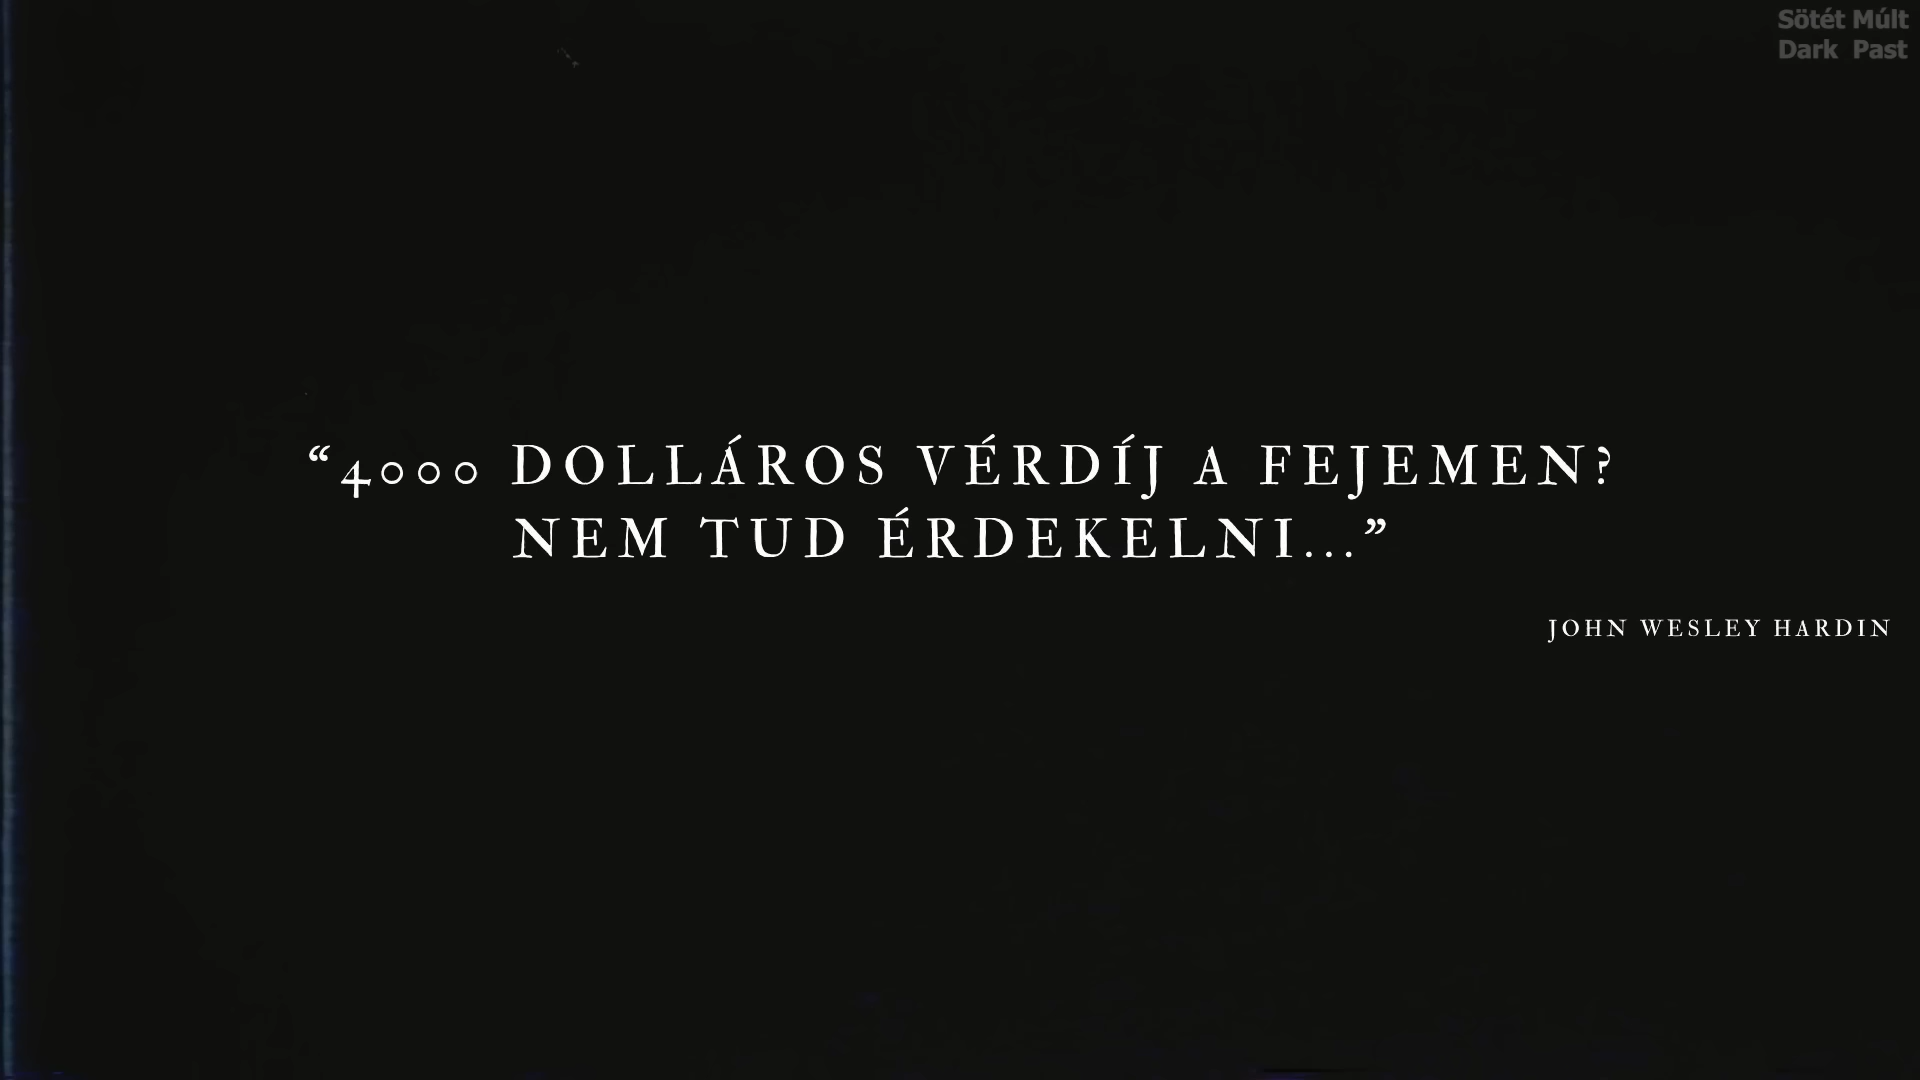 Sötét Múlt
Dark Past
“4000 DOLLÁROS VÉRDÍJ A FEJEMEN?
NEM TUD ÉRDEKELNI...”
JOHN WESLEY HARDIN